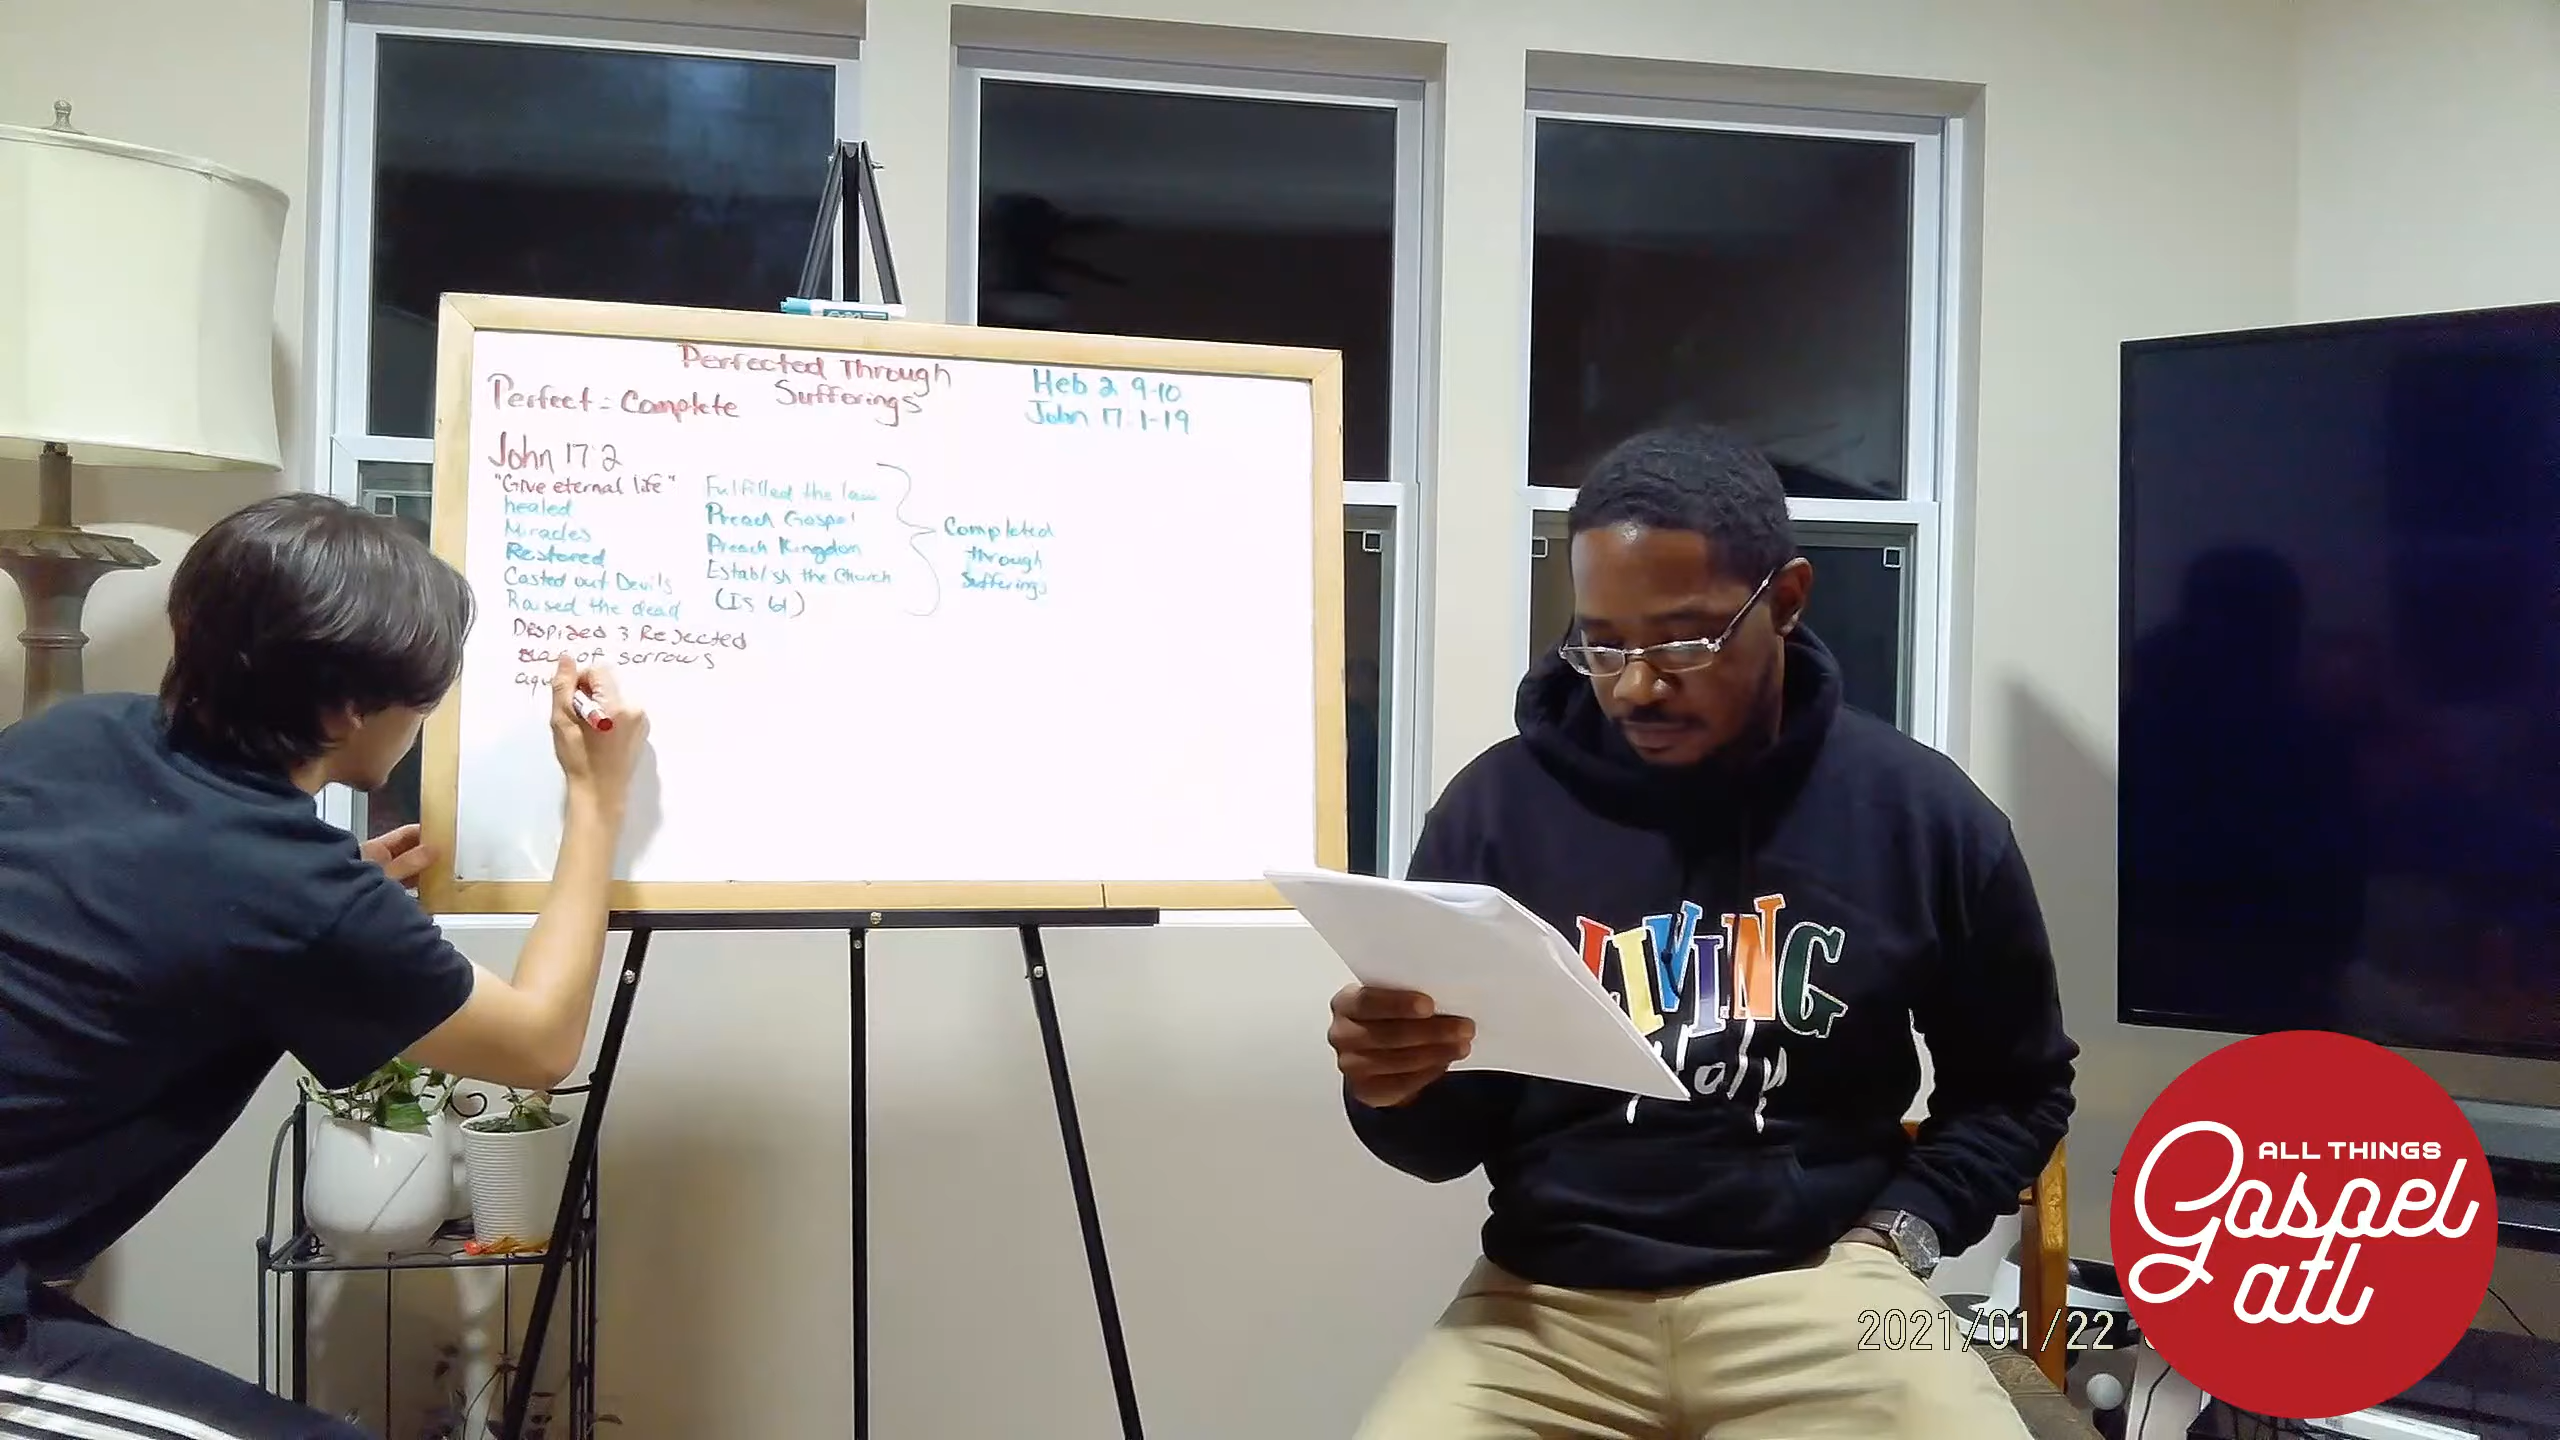 Perfected Through
Sufferings
Perfect = Complete
Heb 2 9-10
John 17:1-19
John 17:2
"Give eternal life"
healed
Miracles
Restored
Casted out Devils
Raised the dead
Fulfilled the law
Preach Gospel
Preach Kingdom
Establish the Church
(Is 61)
Completed
through
Sufferings
Despized & Rejected
of sorrows
LIVING
ALL THINGS
Gospel
atl
2021/01/22